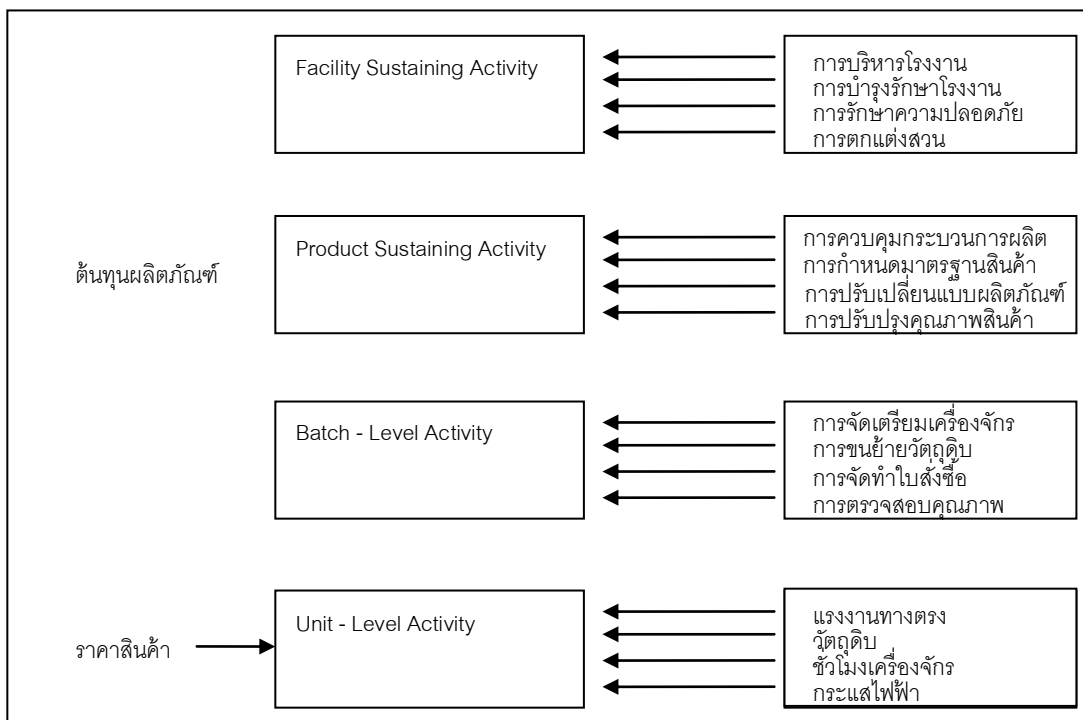 Facility Sustaining Activity
การบริหารโรงงาน
การบำรุงรักษาโรงงาน
การรักษาความปลอดภัย
การตกแต่งสวน
ต้นทุนผลิตภัณฑ์
Product Sustaining Activity
การควบคุมกระบวนการผลิต
การกำหนดมาตรฐานสินค้า
การปรับเปลี่ยนแบบผลิตภัณฑ์
การปรับปรุงคุณภาพสินค้า
Batch - Level Activity
การจัดเตรียมเครื่องจักร
การขนย้ายวัตถุดิบ
การจัดทำใบสั่งซื้อ
การตรวจสอบคุณภาพ
ราคาสินค้า
Unit - Level Activity
แรงงานทางตรง
วัตถุดิบ
ชั่วโมงเครื่องจักร
กระแสไฟฟ้า